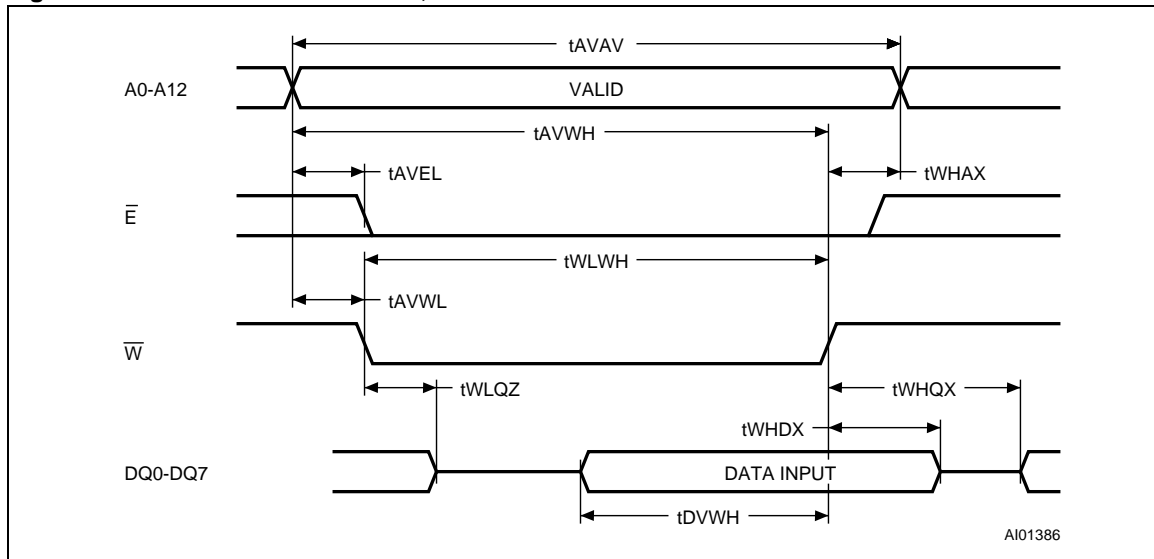 tAVAV
A0-A12
VALID
tAVWH
tAVEL
tWHAX
E
tWLWH
tAVWL
W
tWLQZ
tWHQX
tWHDX
DQ0-DQ7
DATA INPUT
tDVWH
AI01386